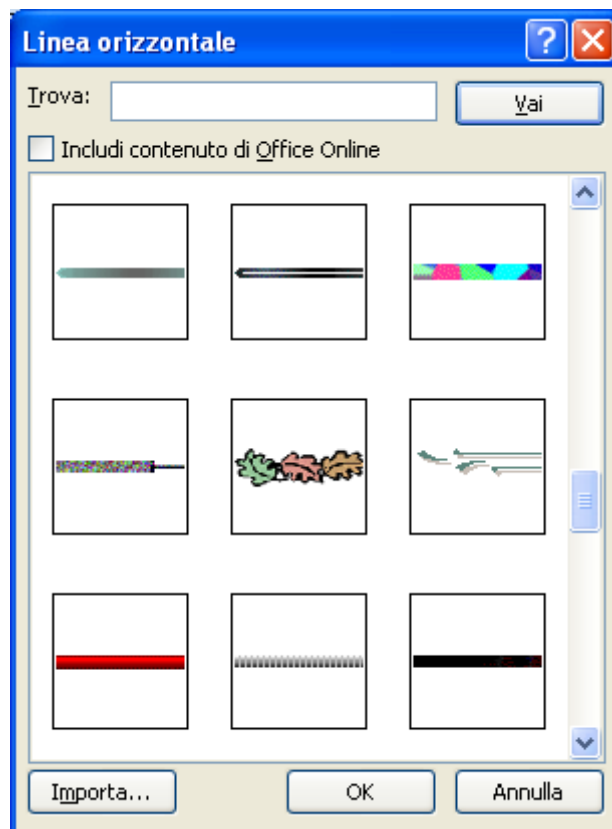 Linea orizzontale
Trova:
Vai
Includi contenuto di Office Online
Importa...
OK
Annulla